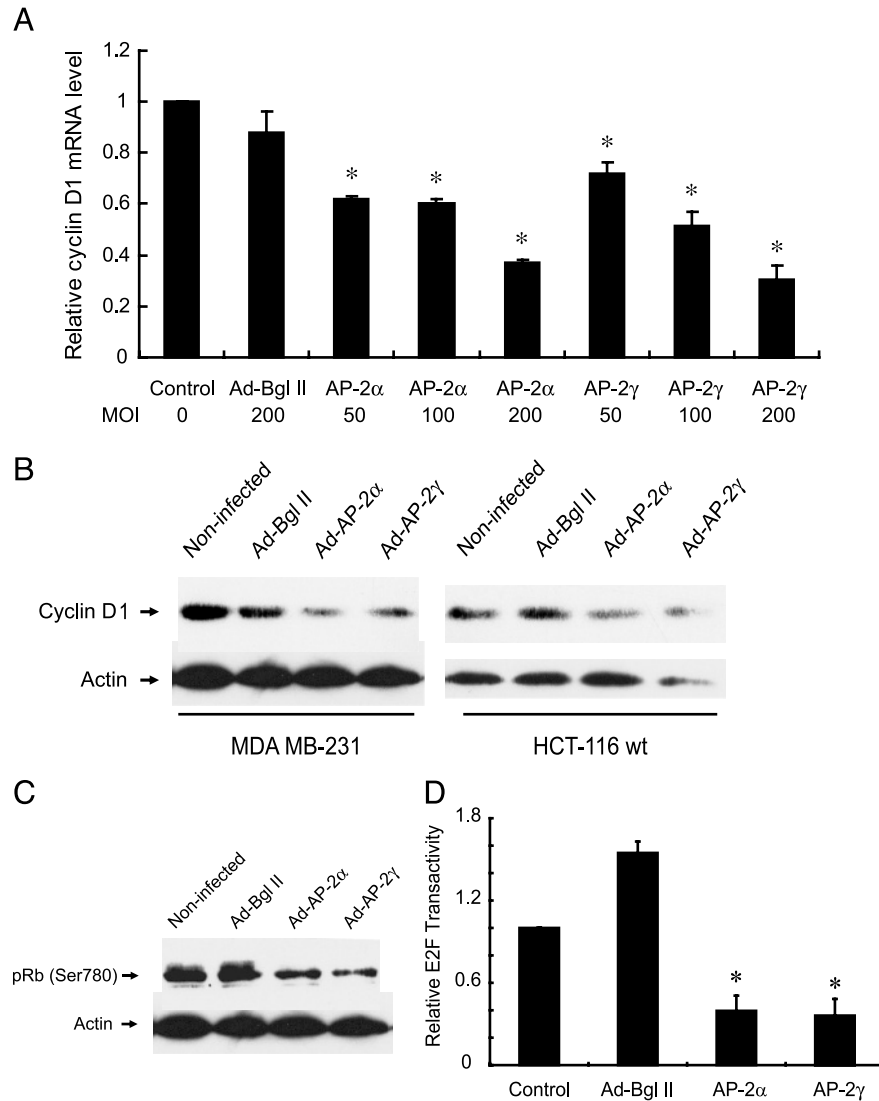 A
Relative cyclin D1 mRNA level
1.2
1
0.8
0.6
0.4
0.2
0
* * * * * *
Control Ad-Bgl II AP-2α AP-2α AP-2α AP-2γ AP-2γ AP-2γ
MOI 0 200 50 100 200 50 100 200
B
Non-infected Ad-Bgl II Ad-AP-2α Ad-AP-2γ Non-infected Ad-Bgl II Ad-AP-2α Ad-AP-2γ
Cyclin D1
Actin
MDA MB-231 HCT-116 wt
C
Non-infected Ad-Bgl II Ad-AP-2α Ad-AP-2γ
pRb (Ser780)
Actin
D
Relative E2F Transactivity
1.8
1.2
0.6
0
* *
Control Ad-Bgl II AP-2α AP-2γ